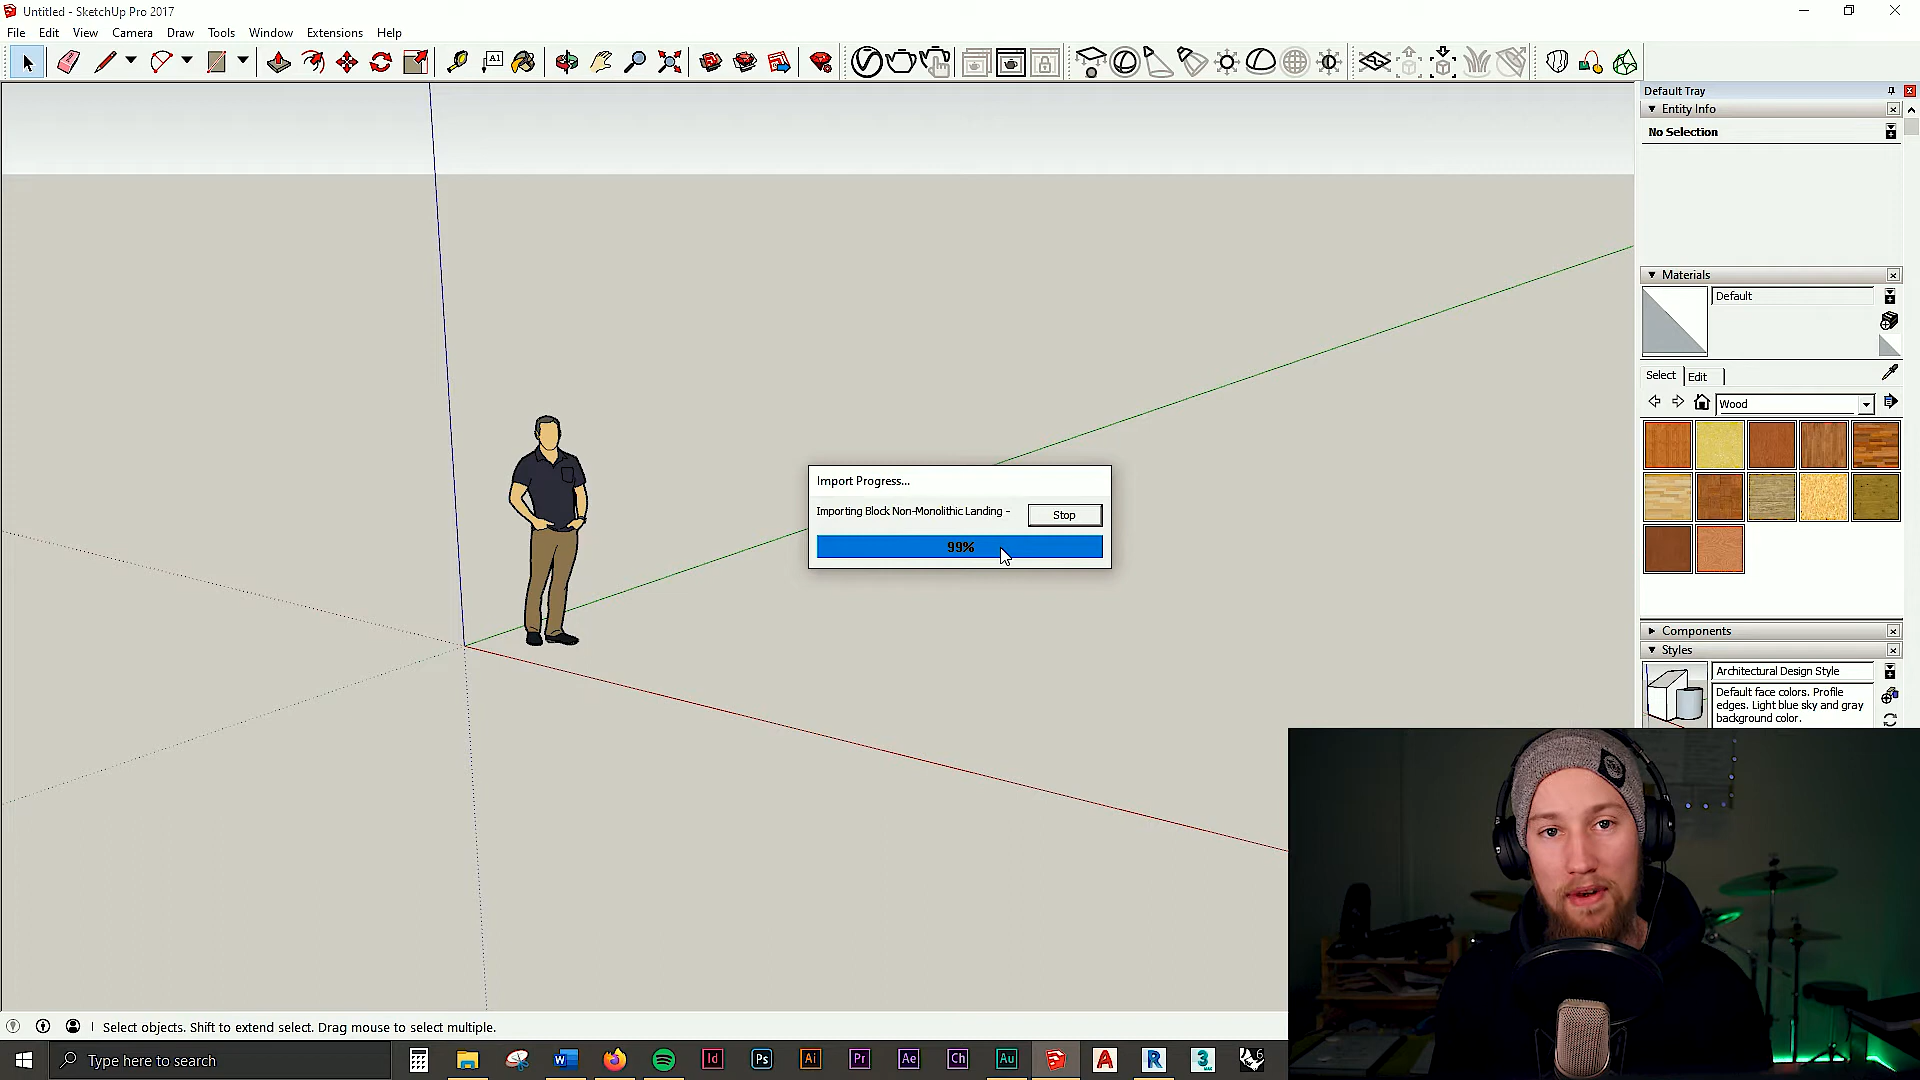 Untitled - SketchUp Pro 2017
File Edit View Camera Draw Tools Window Extensions Help
A1
Default Tray
Entity Info
No Selection
Materials
Default
Select Edit
Wood
Import Progress...
Importing Block Non-Monolithic Landing -
Stop
99%
Components
Styles
Architectural Design Style
Default face colors. Profile
edges. Light blue sky and gray
background color.
Select objects. Shift to extend select. Drag mouse to select multiple.
Type here to search
Id Ps Ai Pr Ae Ch Au A R 3 6